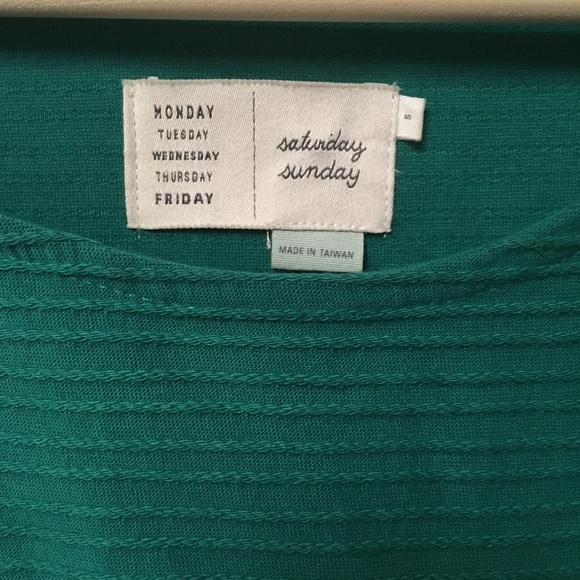 MONDAY
TUESDAY
WEDNESDAY
THURSDAY
FRIDAY
saturday
sunday
S
MADE IN TAIWAN